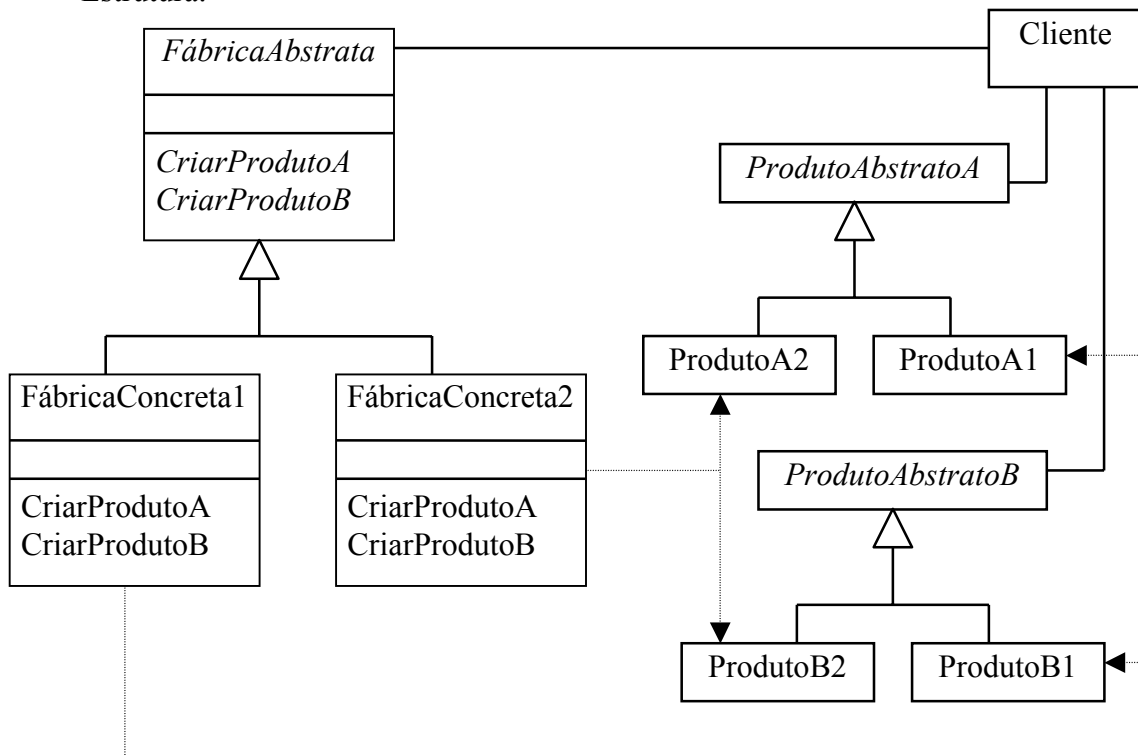 Estrutura:
Cliente
FábricaAbstrata
CriarProdutoA
CriarProdutoB
ProdutoAbstratoA
ProdutoA2
ProdutoA1
FábricaConcreta1
CriarProdutoA
CriarProdutoB
FábricaConcreta2
CriarProdutoA
CriarProdutoB
ProdutoAbstratoB
ProdutoB2
ProdutoB1